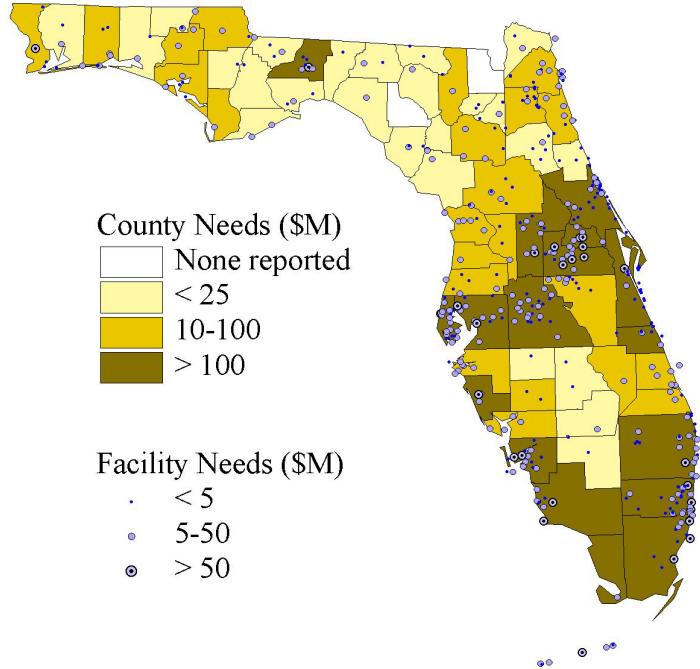 County Needs ($M)
None reported
< 25
10-100
> 100
Facility Needs ($M)
< 5
5-50
> 50